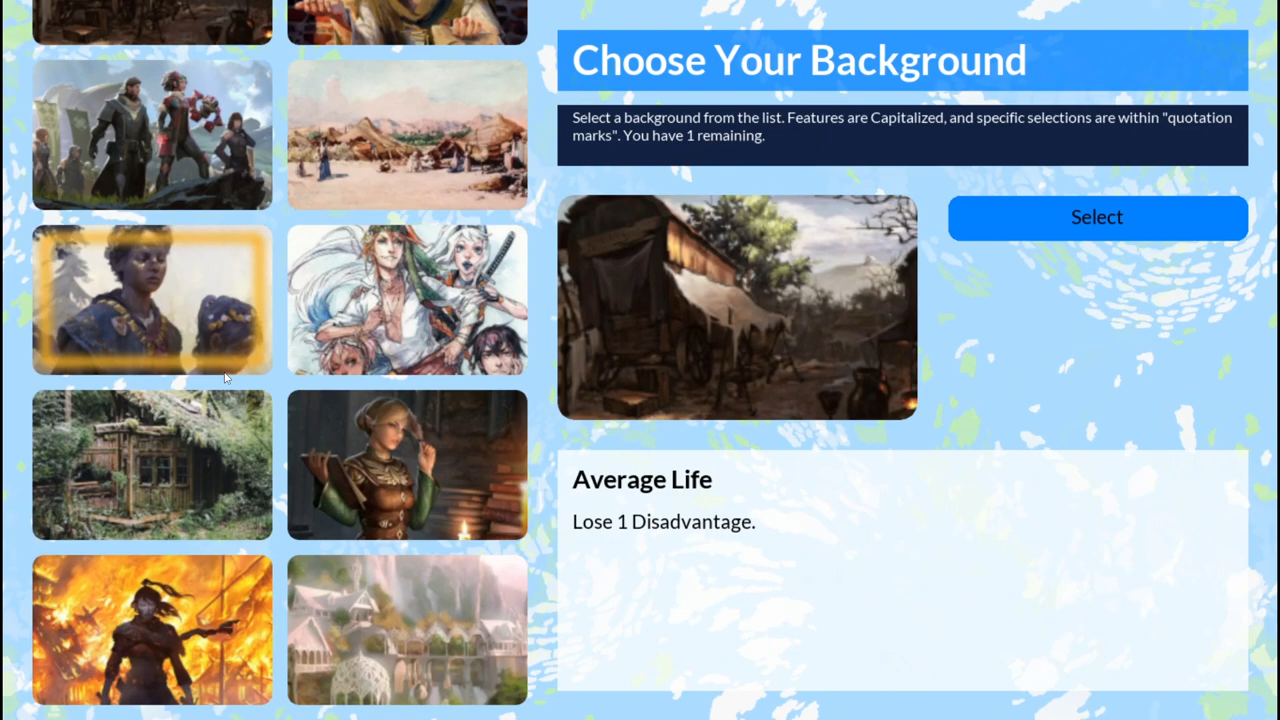 Choose Your Background
Select a background from the list. Features are Capitalized, and specific selections are within "quotation
marks". You have 1 remaining.
Select
Average Life
Lose 1 Disadvantage.